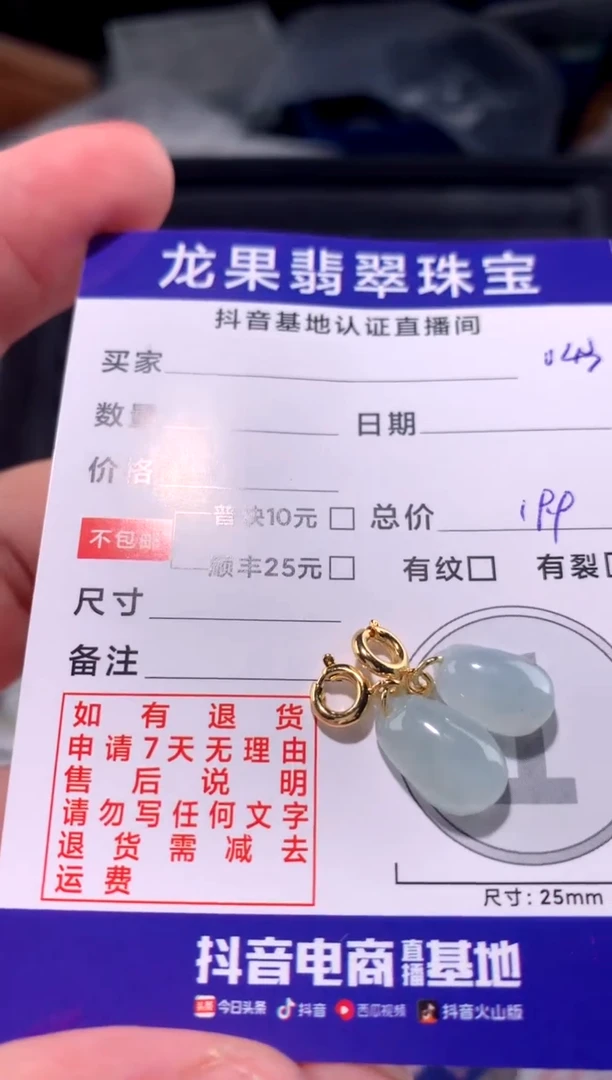 龙果翡翠珠宝
抖音基地认证直播间
买家
数量
日期
价格
不包邮
普快10元
总价 199
顺丰25元
有纹
有裂
尺寸
备注
如有退货
申请7天无理由
售后说明
请勿写任何文字
退货需减去
运费
尺寸：25mm
抖音电商直播基地
头条 今日头条 抖音 西瓜视频 抖音火山版